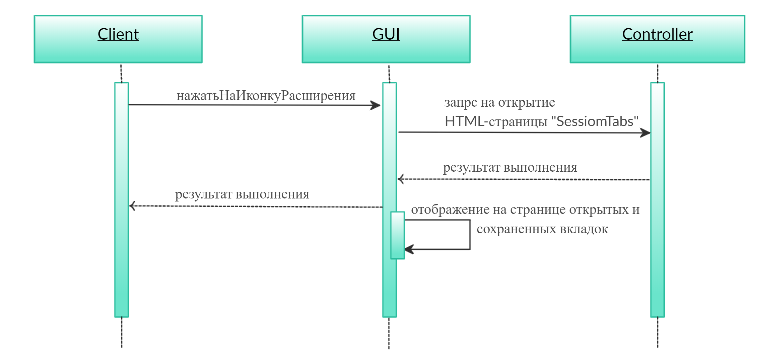 Client
GUI
Controller
нажатьНаИконкуРасширения
запрс на открытие
HTML-страницы "SessiomTabs"
результат выполнения
результат выполнения
отображение на странице открытых и
сохраненных вкладок